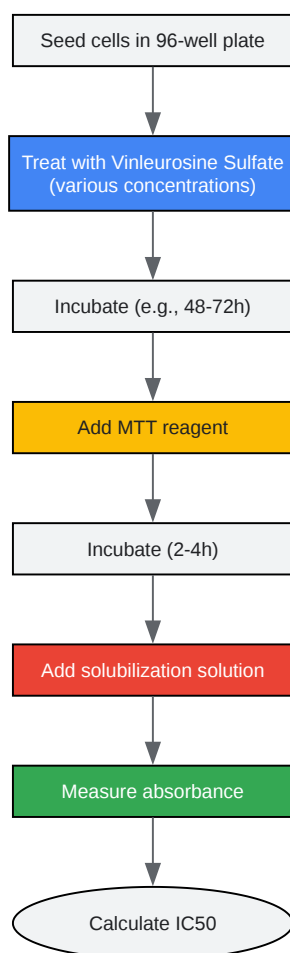 Seed cells in 96-well plate
Treat with Vinleurosine Sulfate
(various concentrations)
Incubate (e.g., 48-72h)
Add MTT reagent
Incubate (2-4h)
Add solubilization solution
Measure absorbance
Calculate IC50